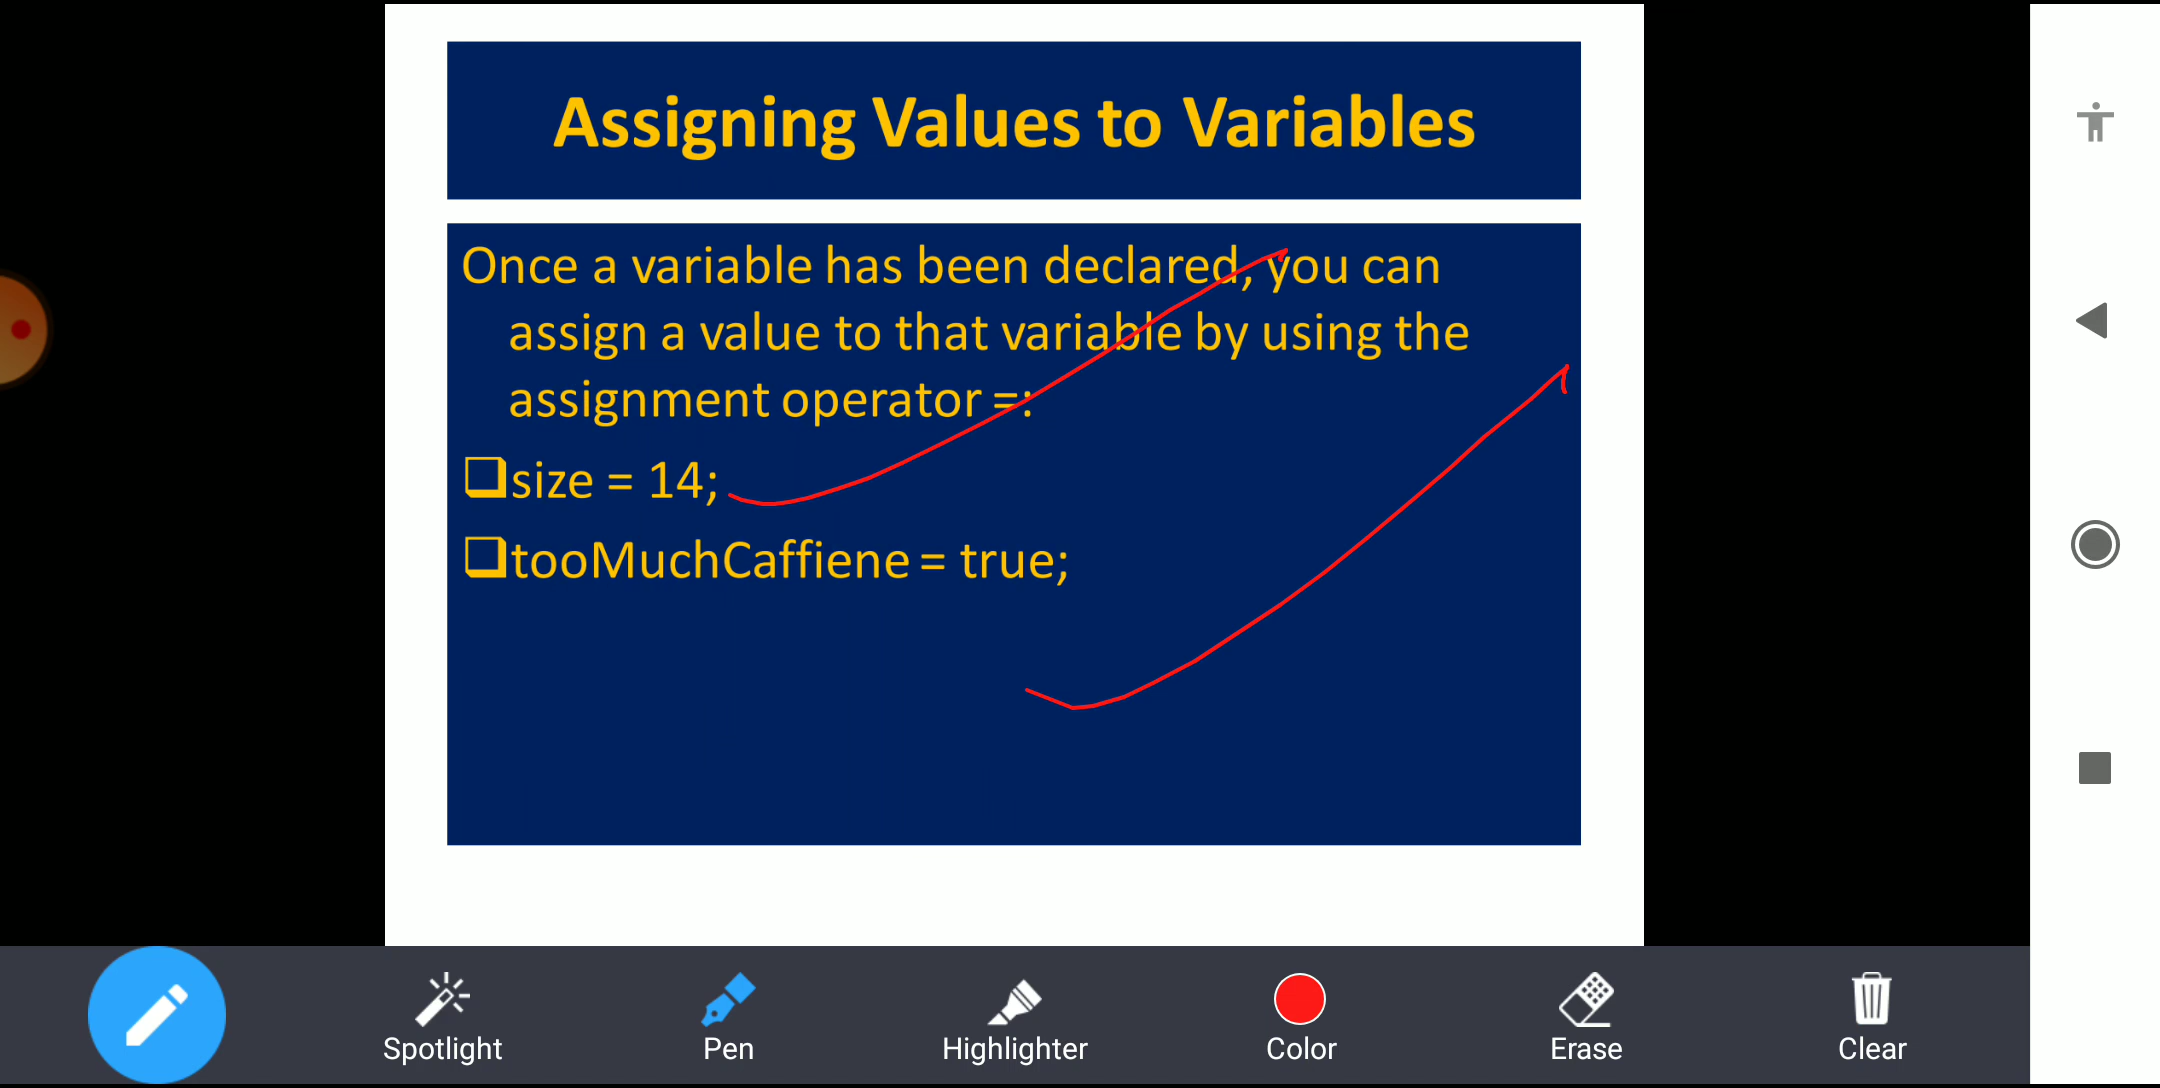 Assigning Values to Variables
Once a variable has been declared, you can
assign a value to that variable by using the
assignment operator =:
size = 14;
tooMuchCaffiene = true;
Spotlight
Pen
Highlighter
Color
Erase
Clear